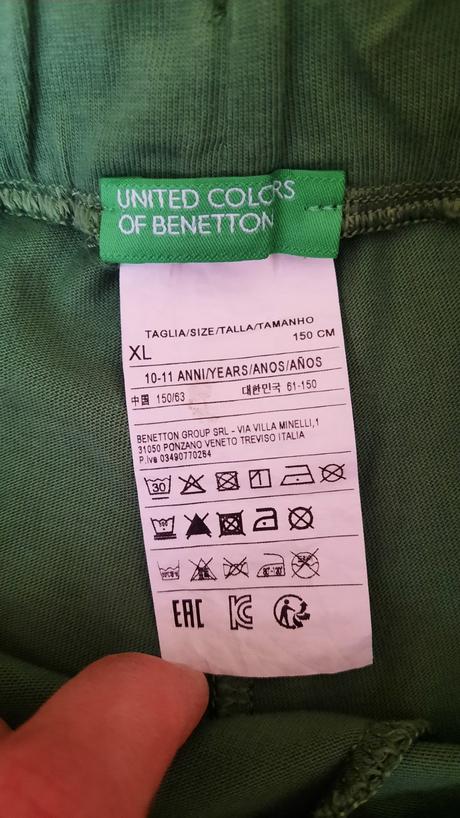 UNITED COLORS
OF BENETTON
TAGLIA/SIZE/TALLA/TAMANHO
XL 150 CM
10-11 ANNI/YEARS/ANOS/AÑOS
中国 150/63 대한민국 61-150
BENETTON GROUP SRL - VIA VILLA MINELLI,1
31050 PONZANO VENETO TREVISO ITALIA
P.Iva 03490770264
30
EAC